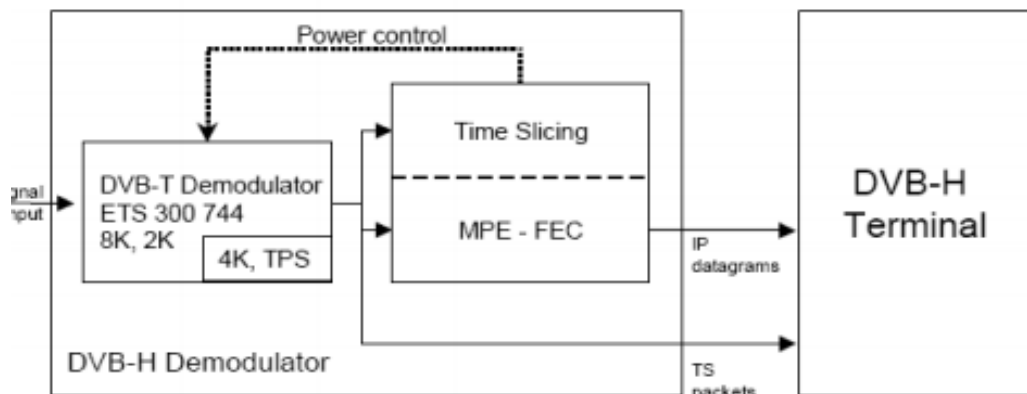 Power control
Time Slicing
DVB-T Demodulator
ETS 300 744
8K, 2K
4K, TPS
MPE - FEC
DVB-H
Terminal
IP
datagrams
DVB-H Demodulator
TS
packets